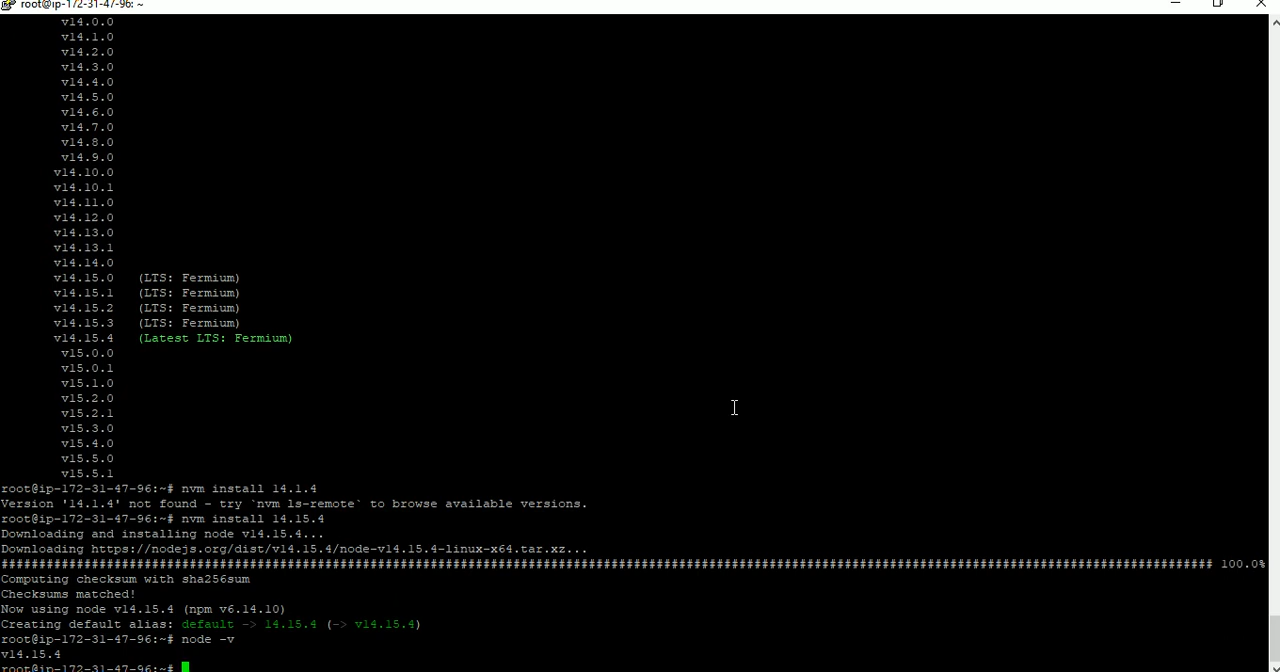 root@ip-172-31-47-96: ~
v14.0.0
v14.1.0
v14.2.0
v14.3.0
v14.4.0
v14.5.0
v14.6.0
v14.7.0
v14.8.0
v14.9.0
v14.10.0
v14.10.1
v14.11.0
v14.12.0
v14.13.0
v14.13.1
v14.14.0
v14.15.0 (LTS: Fermium)
v14.15.1 (LTS: Fermium)
v14.15.2 (LTS: Fermium)
v14.15.3 (LTS: Fermium)
v14.15.4 (Latest LTS: Fermium)
v15.0.0
v15.0.1
v15.1.0
v15.2.0
v15.2.1
v15.3.0
v15.4.0
v15.5.0
v15.5.1
root@ip-172-31-47-96:~# nvm install 14.1.4
Version '14.1.4' not found - try `nvm ls-remote` to browse available versions.
root@ip-172-31-47-96:~# nvm install 14.15.4
Downloading and installing node v14.15.4...
Downloading https://nodejs.org/dist/v14.15.4/node-v14.15.4-linux-x64.tar.xz...
################################################################################################################################################################# 100.0%
Computing checksum with sha256sum
Checksums matched!
Now using node v14.15.4 (npm v6.14.10)
Creating default alias: default -> 14.15.4 (-> v14.15.4)
root@ip-172-31-47-96:~# node -v
v14.15.4
root@ip-172-31-47-96:~#